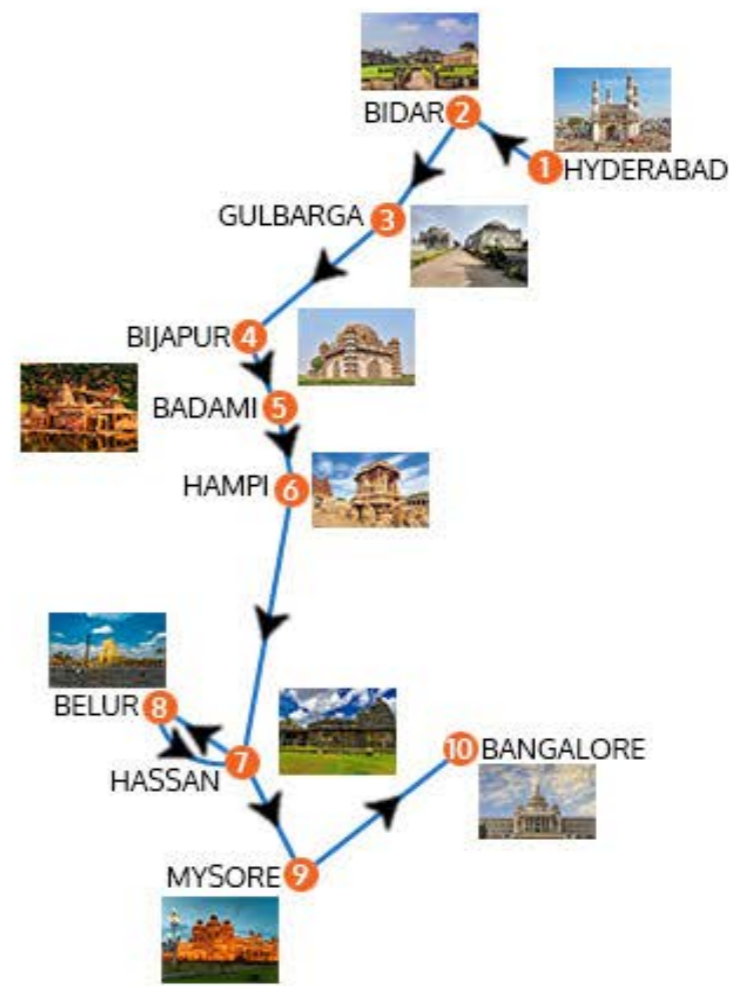 BIDAR 2
1 HYDERABAD
GULBARGA 3
BIJAPUR 4
BADAMI 5
HAMPI 6
BELUR 8
HASSAN 7
10 BANGALORE
MYSORE 9